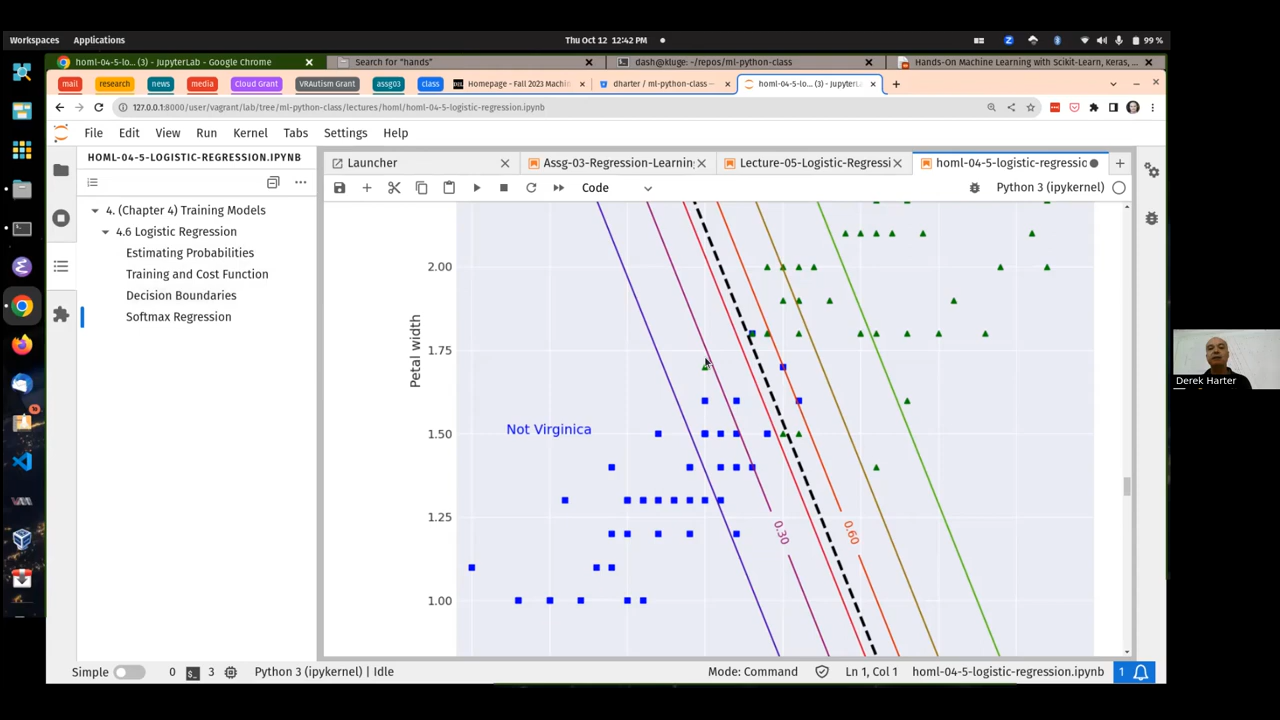 Workspaces Applications Thu Oct 12 12:42 PM 99 %
homl-04-5-lo... (3) - JupyterLab - Google Chrome Search for "hands" dash@kluge: ~/repos/ml-python-class Hands-On Machine Learning with Scikit-Learn, Keras, ...
mail research news media Cloud Grant VRAutism Grant assg03 class Homepage - Fall 2023 Machin dharter / ml-python-class — homl-04-5-lo... (3) - JupyterLa
127.0.0.1:8000/user/vagrant/lab/tree/ml-python-class/lectures/homl/homl-04-5-logistic-regression.ipynb
File Edit View Run Kernel Tabs Settings Help
HOML-04-5-LOGISTIC-REGRESSION.IPYNB
Launcher Assg-03-Regression-Learning Lecture-05-Logistic-Regressi homl-04-5-logistic-regressic
Code Python 3 (ipykernel)
4. (Chapter 4) Training Models
4.6 Logistic Regression
Estimating Probabilities
Training and Cost Function
Decision Boundaries
Softmax Regression
2.00
1.75
1.50
1.25
1.00
Petal width
Not Virginica
0.30
0.60
Derek Harter
Simple 0 3 Python 3 (ipykernel) | Idle Mode: Command Ln 1, Col 1 homl-04-5-logistic-regression.ipynb 1